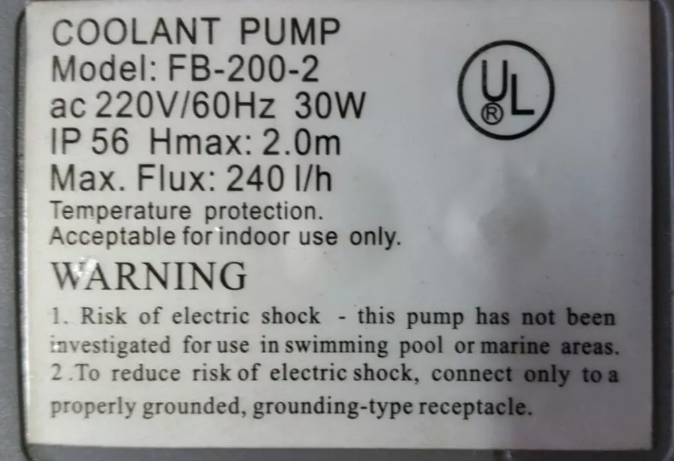 COOLANT PUMP
Model: FB-200-2
ac 220V/60Hz 30W
IP 56 Hmax: 2.0m
Max. Flux: 240 l/h
Temperature protection.
Acceptable for indoor use only.
WARNING
1. Risk of electric shock - this pump has not been
investigated for use in swimming pool or marine areas.
2 .To reduce risk of electric shock, connect only to a
properly grounded, grounding-type receptacle.
UL
®